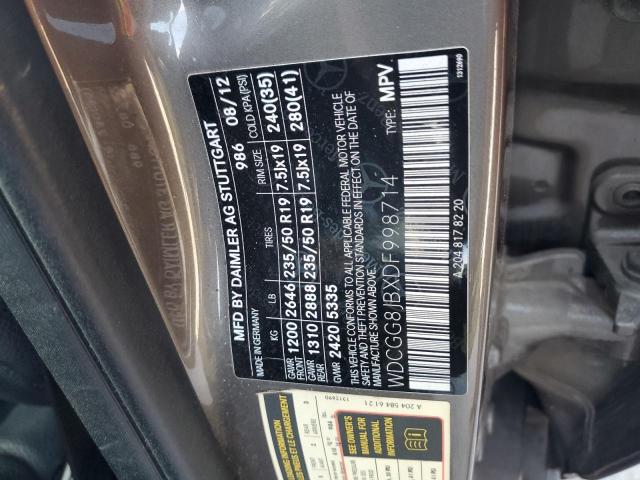 MFD BY DAIMLER AG STUTTGART
MADE IN GERMANY 986 08/12
KG LB TIRES RIM SIZE COLD KPA(PSI)
GAWR FRONT 1200 2646 235/50 R19 7.5Jx19 240(35)
GAWR REAR 1310 2888 235/50 R19 7.5Jx19 280(41)
GVWR 2420 5335
THIS VEHICLE CONFORMS TO ALL APPLICABLE FEDERAL MOTOR VEHICLE
SAFETY AND THEFT PREVENTION STANDARDS IN EFFECT ON THE DATE OF
MANUFACTURE SHOWN ABOVE.
WDCGG8JBXDF998714 TYPE: MPV
A 204 817 82 20
1312690
A 204 584 61 21
1312690
SEE OWNER'S
MANUAL FOR
ADDITIONAL
INFORMATION